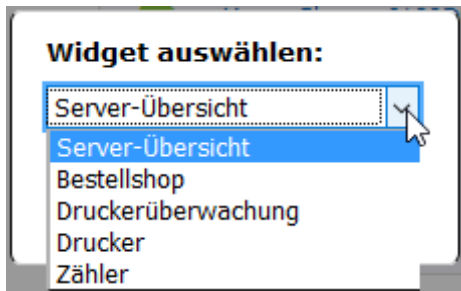 Widget auswählen:
Server-Übersicht
Server-Übersicht
Bestellshop
Druckerüberwachung
Drucker
Zähler